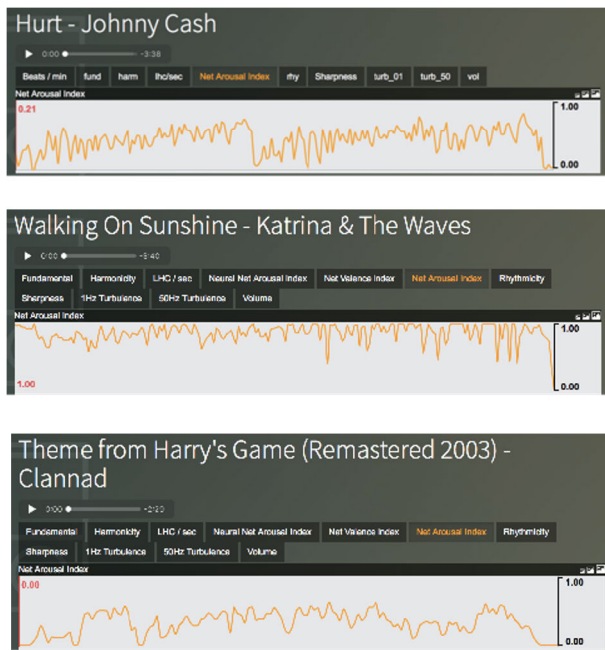 Hurt - Johnny Cash
0:00 -3:38
Beats / min fund harm lhc/sec Net Arousal Index rhy Sharpness turb_01 turb_50 vol
Net Arousal Index
0.21 1.00
0.00
Walking On Sunshine - Katrina & The Waves
0:00 -3:40
Fundamental Harmonicity LHC / sec Neural Net Arousal Index Net Valence Index Net Arousal Index Rhythmicity
Sharpness 1Hz Turbulence 50Hz Turbulence Volume
Net Arousal Index
1.00
1.00 0.00
Theme from Harry's Game (Remastered 2003) -
Clannad
0:00 -2:20
Fundamental Harmonicity LHC / sec Neural Net Arousal Index Net Valence Index Net Arousal Index Rhythmicity
Sharpness 1Hz Turbulence 50Hz Turbulence Volume
Net Arousal Index
0.00 1.00
0.00